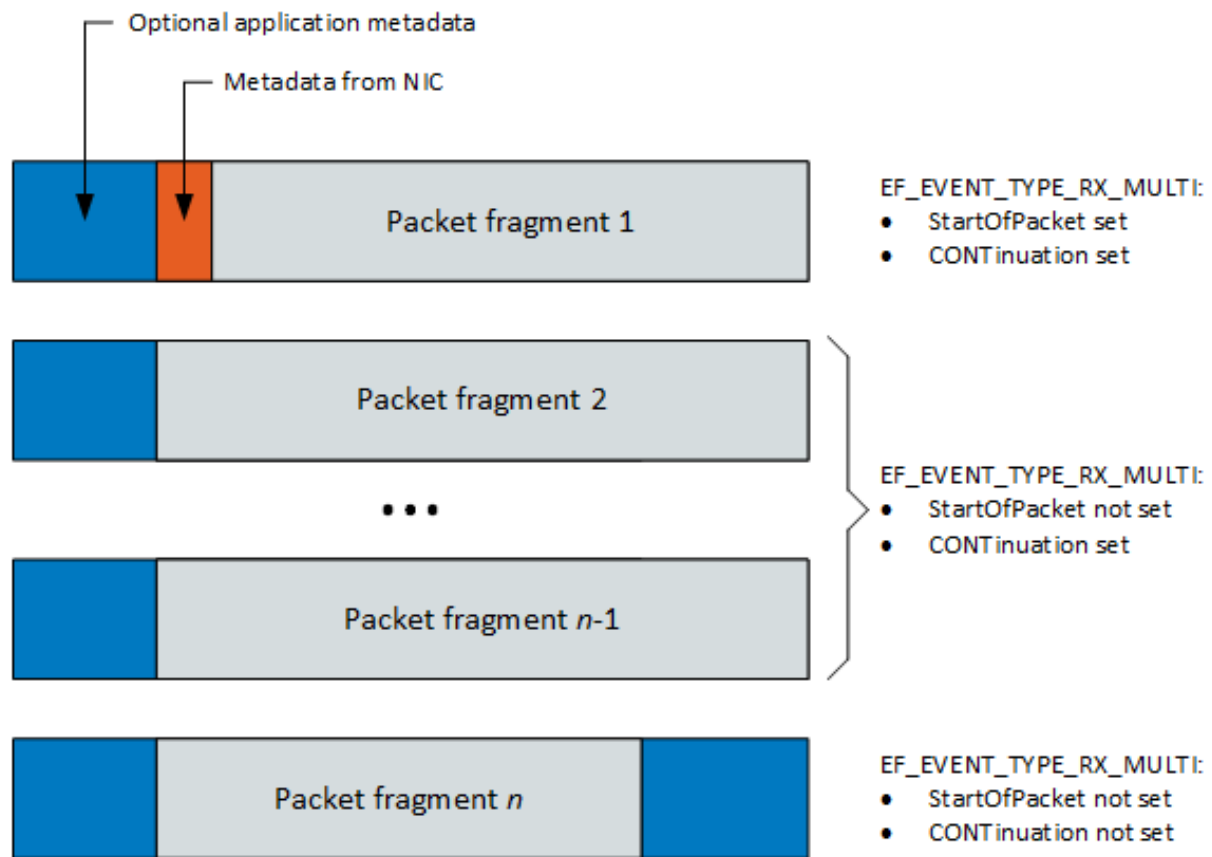 Optional application metadata
Metadata from NIC
Packet fragment 1
EF_EVENT_TYPE_RX_MULTI:
• StartOfPacket set
• CONTinuation set
Packet fragment 2
•••
Packet fragment n-1
EF_EVENT_TYPE_RX_MULTI:
• StartOfPacket not set
• CONTinuation set
Packet fragment n
EF_EVENT_TYPE_RX_MULTI:
• StartOfPacket not set
• CONTinuation not set